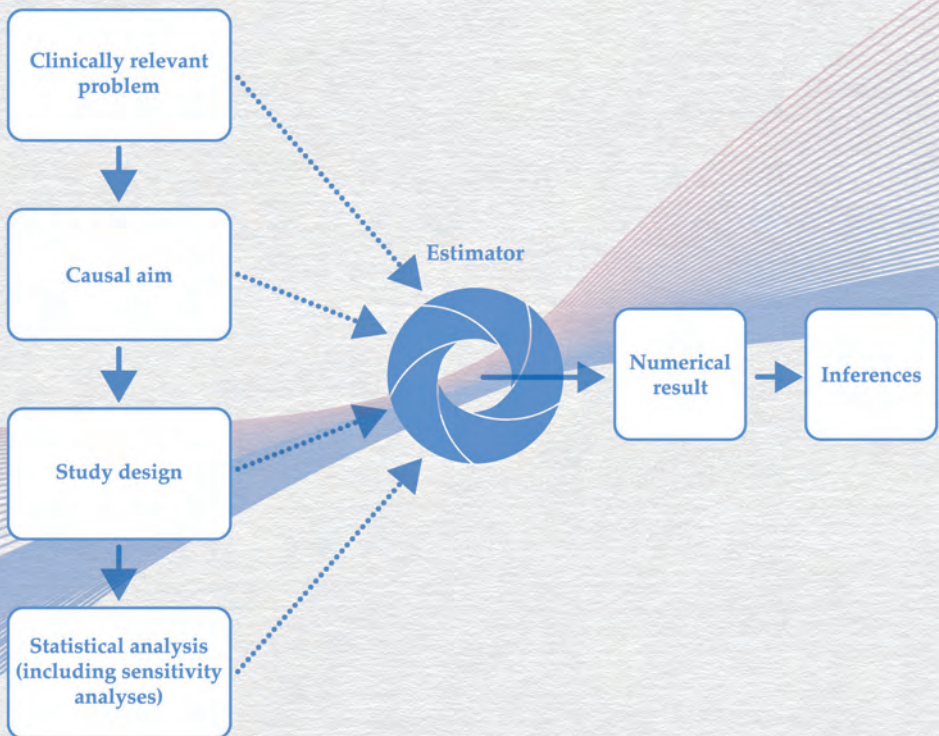 Clinically relevant
problem
Causal aim
Study design
Statistical analysis
(including sensitivity
analyses)
Estimator
Numerical
result
Inferences